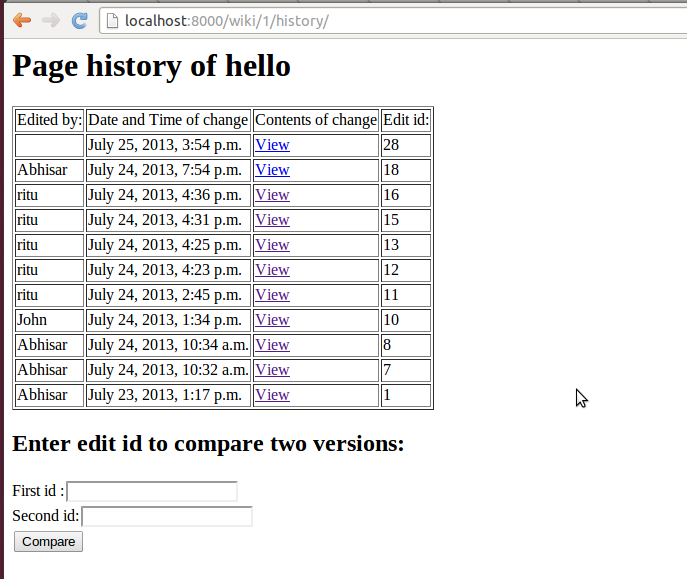 localhost:8000/wiki/1/history/
Page history of hello
Edited by: Date and Time of change Contents of change Edit id:
July 25, 2013, 3:54 p.m. View 28
Abhisar July 24, 2013, 7:54 p.m. View 18
ritu July 24, 2013, 4:36 p.m. View 16
ritu July 24, 2013, 4:31 p.m. View 15
ritu July 24, 2013, 4:25 p.m. View 13
ritu July 24, 2013, 4:23 p.m. View 12
ritu July 24, 2013, 2:45 p.m. View 11
John July 24, 2013, 1:34 p.m. View 10
Abhisar July 24, 2013, 10:34 a.m. View 8
Abhisar July 24, 2013, 10:32 a.m. View 7
Abhisar July 23, 2013, 1:17 p.m. View 1
Enter edit id to compare two versions:
First id :
Second id:
Compare